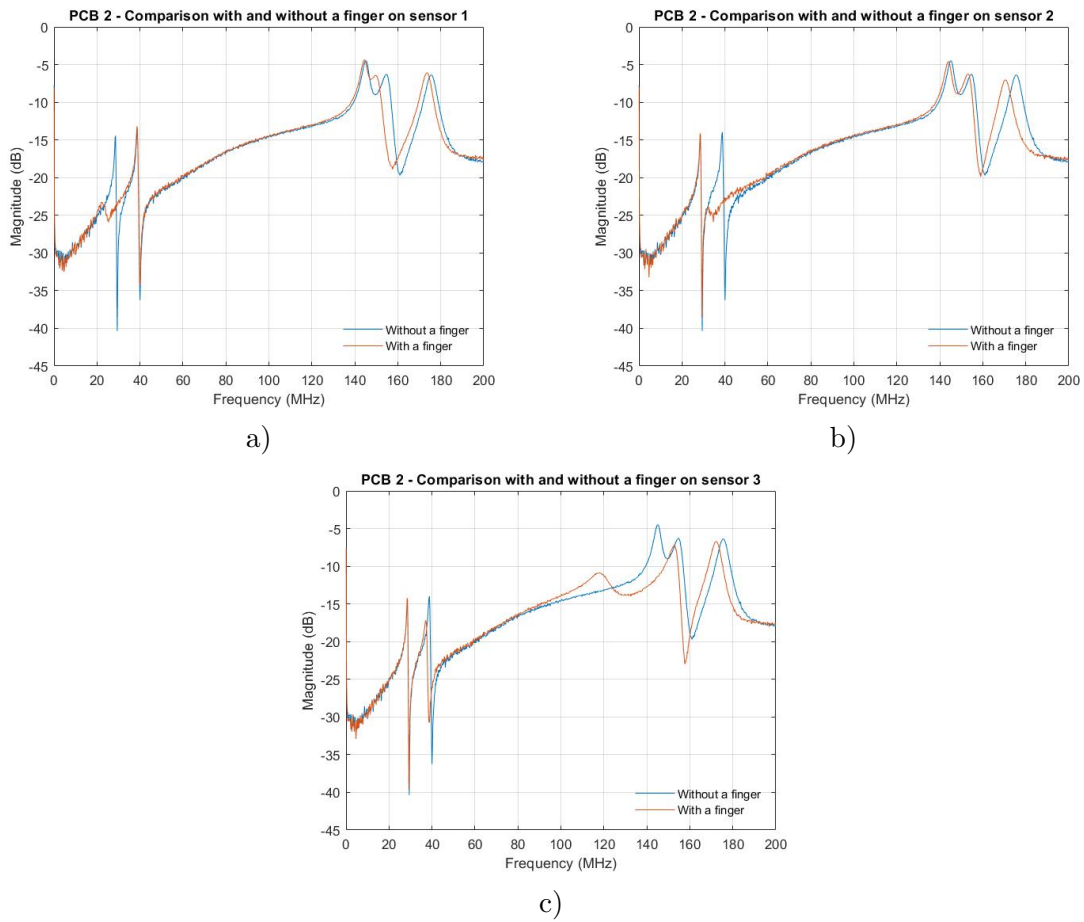 PCB 2 - Comparison with and without a finger on sensor 1
0
-5
-10
-15
-20
-25
-30
-35
-40
-45
Magnitude (dB)
Without a finger
With a finger
0 20 40 60 80 100 120 140 160 180 200
Frequency (MHz)
a)
PCB 2 - Comparison with and without a finger on sensor 2
0
-5
-10
-15
-20
-25
-30
-35
-40
-45
Magnitude (dB)
Without a finger
With a finger
0 20 40 60 80 100 120 140 160 180 200
Frequency (MHz)
b)
PCB 2 - Comparison with and without a finger on sensor 3
0
-5
-10
-15
-20
-25
-30
-35
-40
-45
Magnitude (dB)
Without a finger
With a finger
0 20 40 60 80 100 120 140 160 180 200
Frequency (MHz)
c)